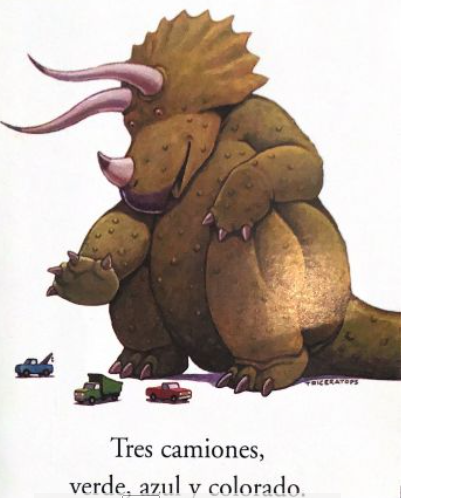 TRICERATOPS
Tres camiones,
verde, azul y colorado.